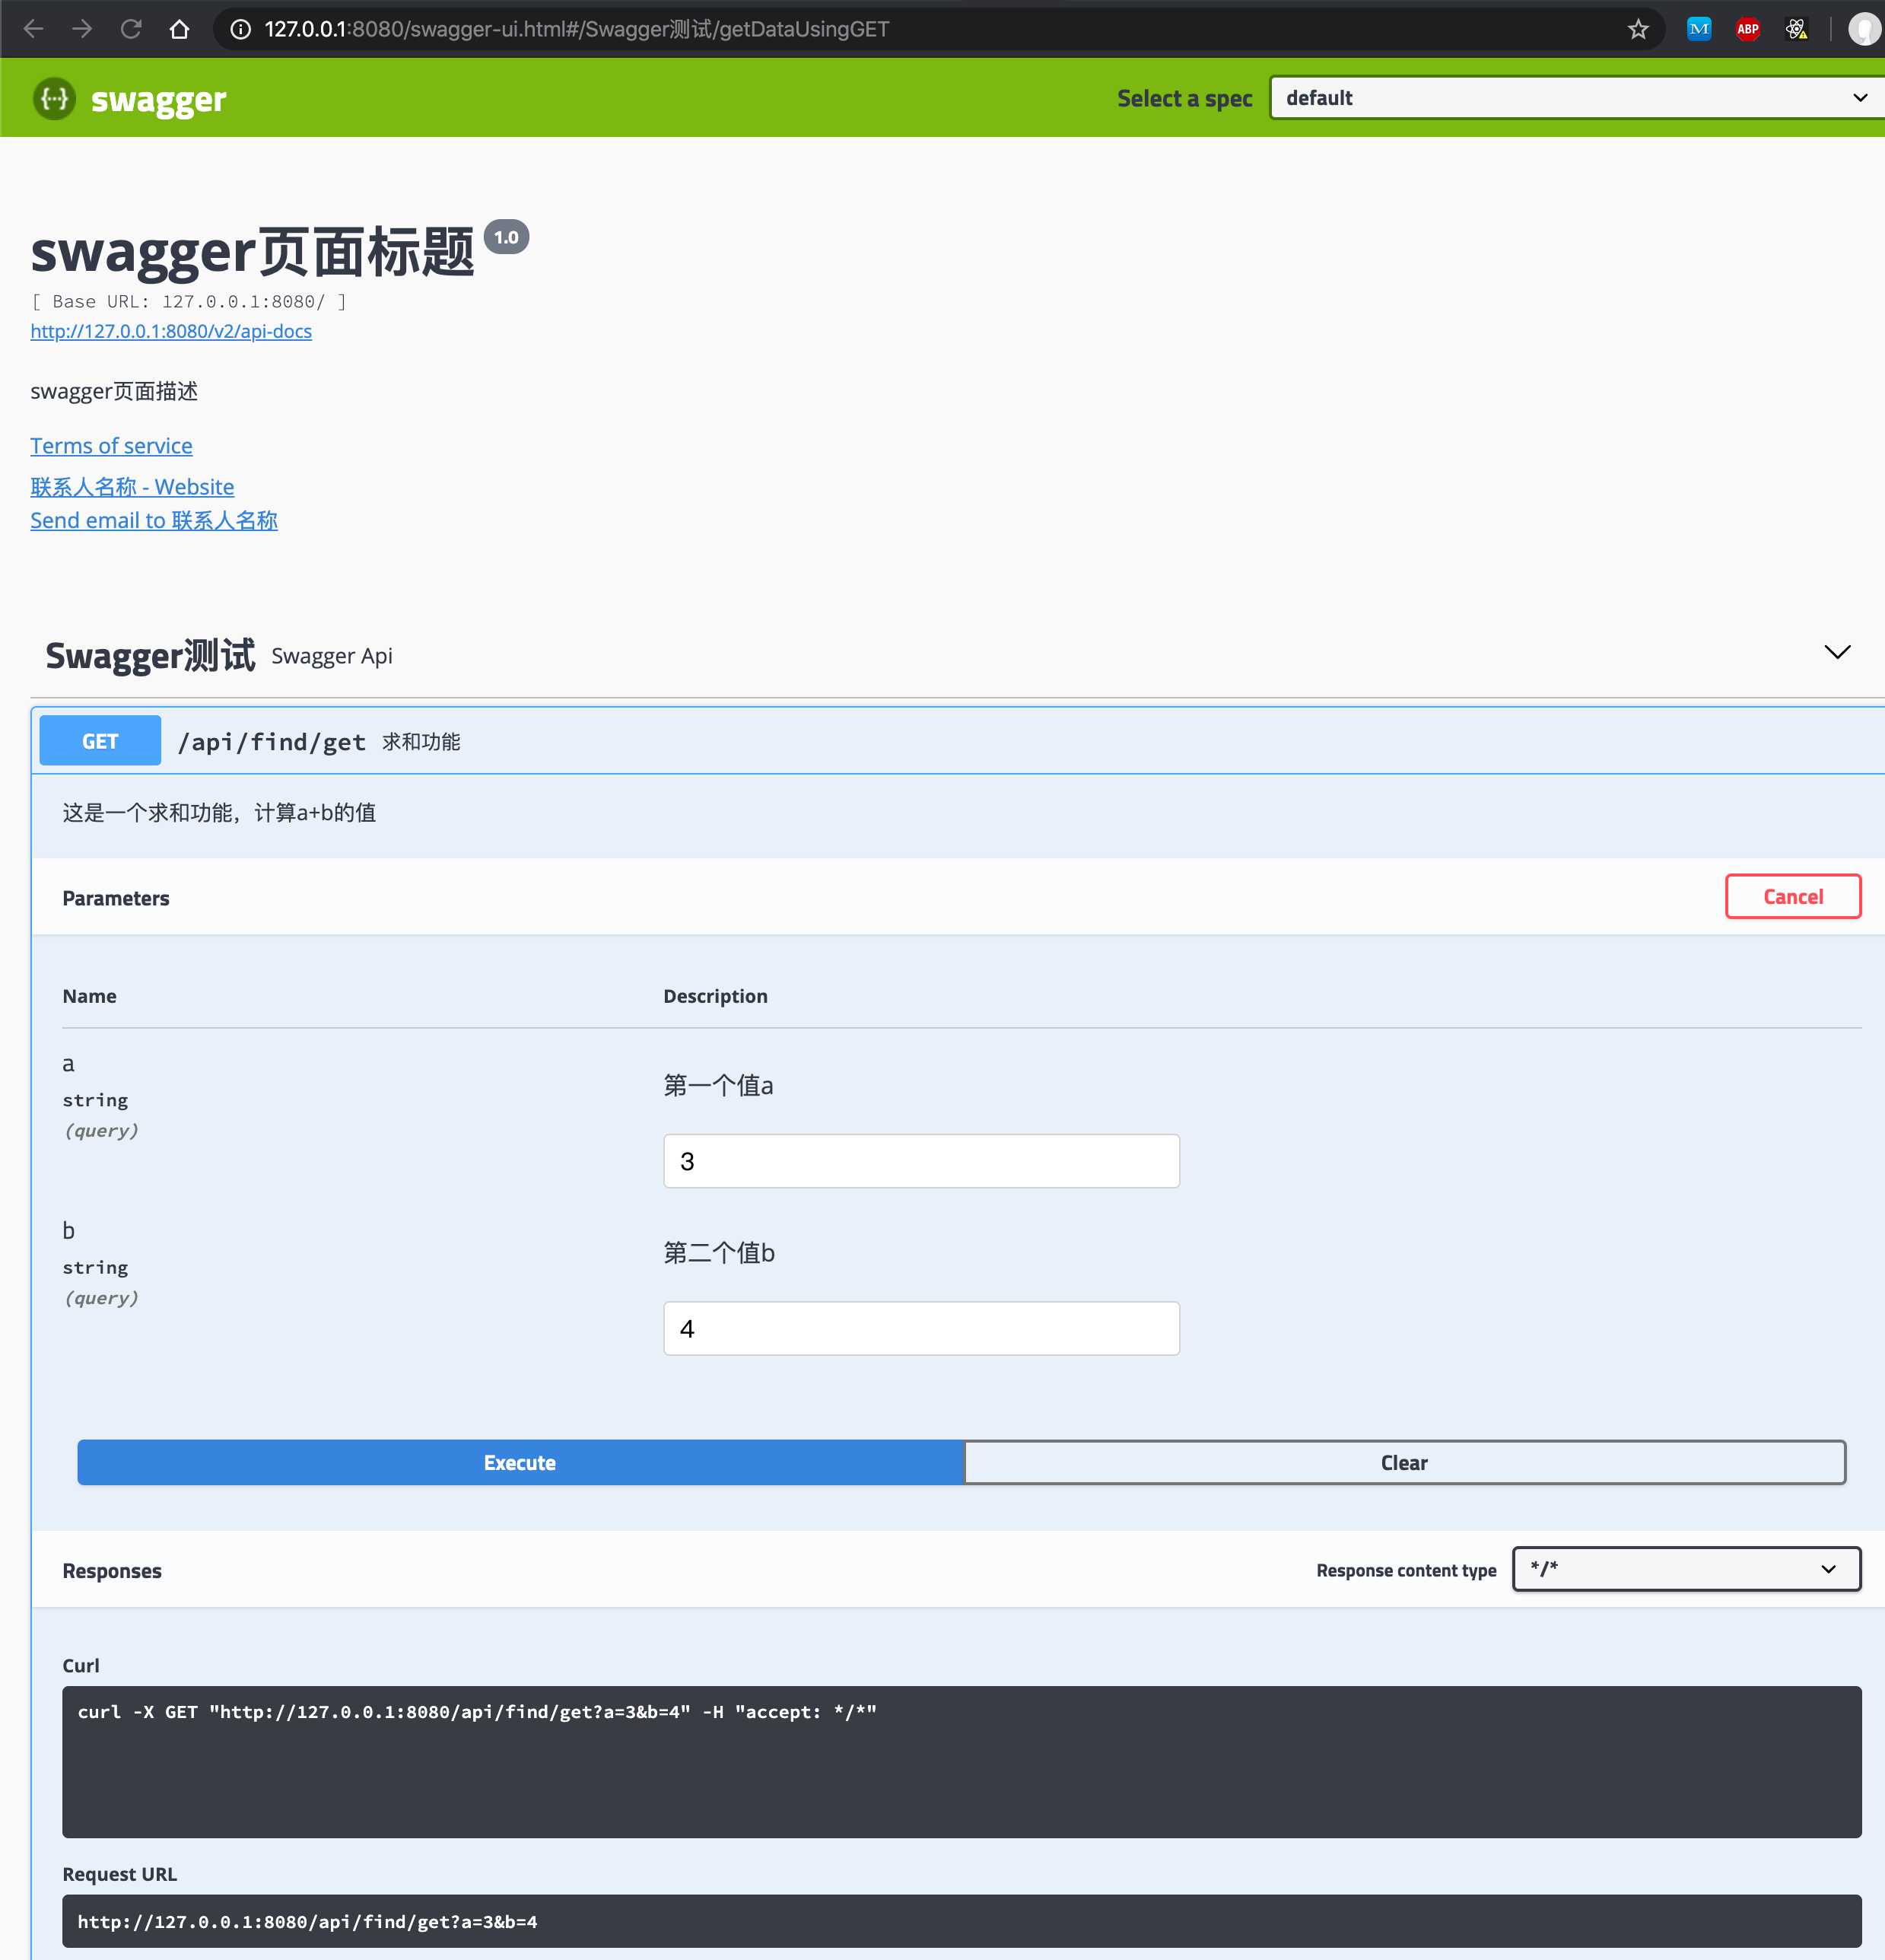 127.0.0.1:8080/swagger-ui.html#/Swagger测试/getDataUsingGET
M
ABP
{···} swagger
Select a spec
default
swagger页面标题 1.0
[ Base URL: 127.0.0.1:8080/ ]
http://127.0.0.1:8080/v2/api-docs
swagger页面描述
Terms of service
联系人名称 - Website
Send email to 联系人名称
Swagger测试 Swagger Api
GET /api/find/get 求和功能
这是一个求和功能，计算a+b的值
Parameters
Cancel
Name Description
a
string
(query)
第一个值a
3
b
string
(query)
第二个值b
4
Execute
Clear
Responses
Response content type
*/*
Curl
curl -X GET "http://127.0.0.1:8080/api/find/get?a=3&b=4" -H "accept: */*"
Request URL
http://127.0.0.1:8080/api/find/get?a=3&b=4